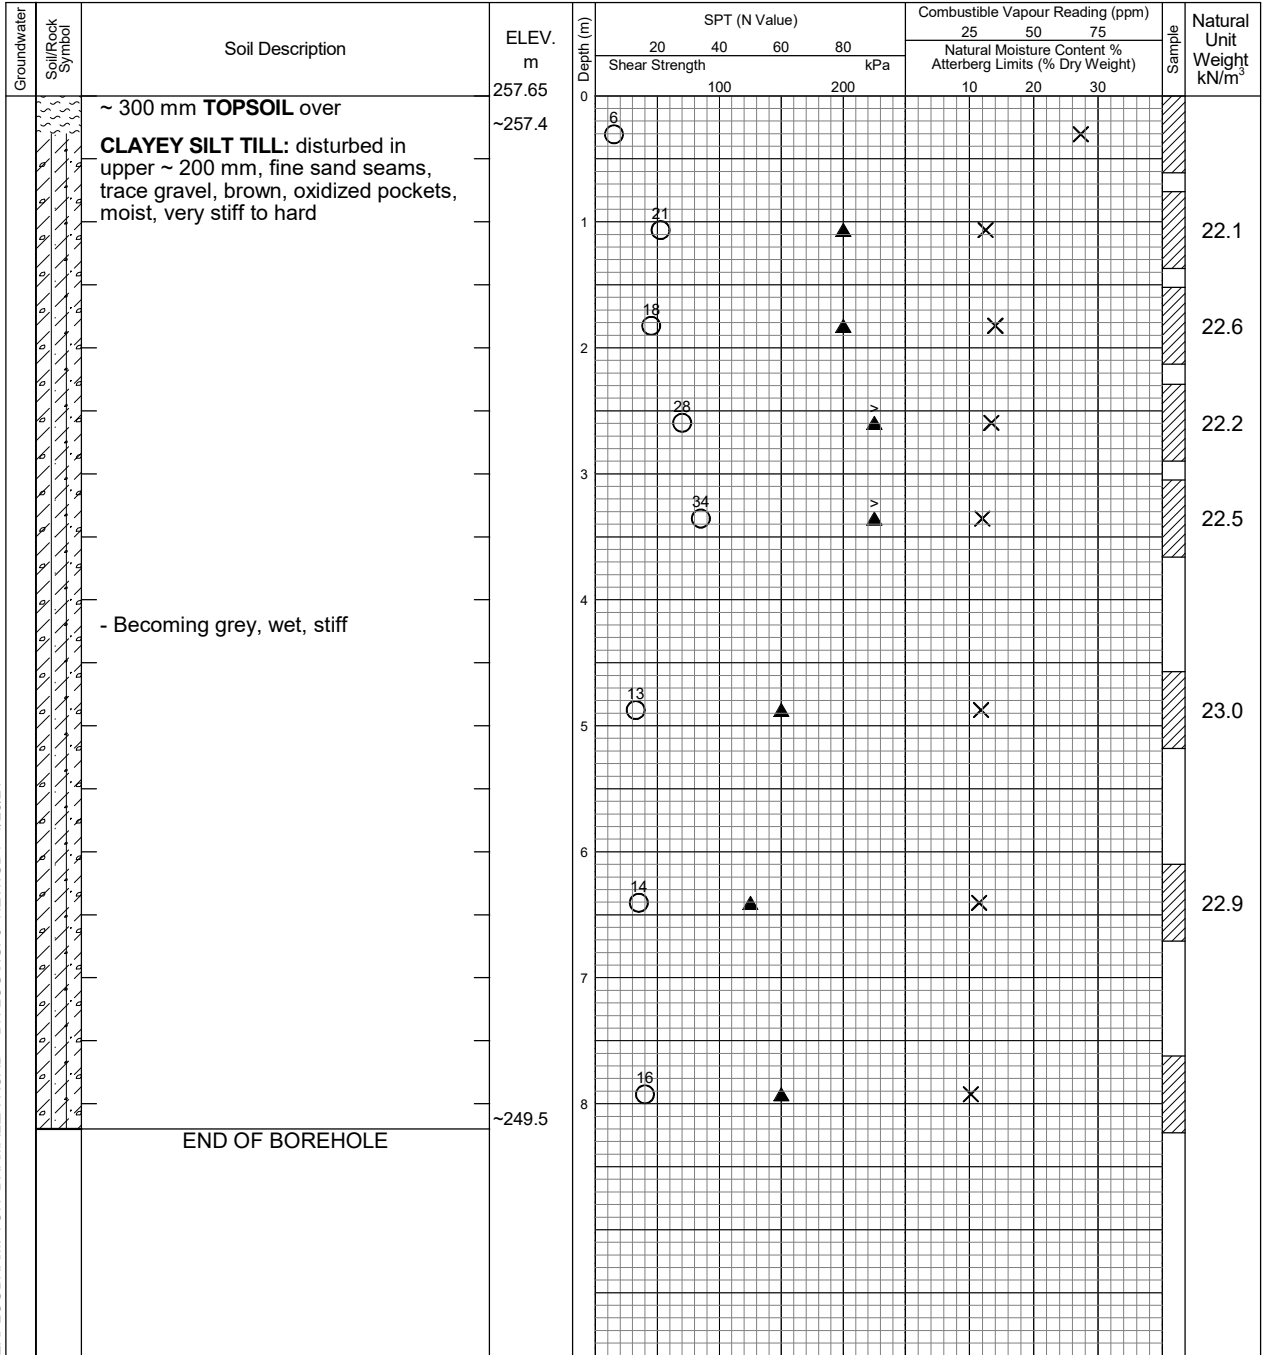 Groundwater
Soil/Rock
Symbol
Soil Description
ELEV.
m
257.65
Depth (m)
SPT (N Value)
20 40 60 80
Shear Strength kPa
100 200
Combustible Vapour Reading (ppm)
25 50 75
Natural Moisture Content %
Atterberg Limits (% Dry Weight)
10 20 30
Sample
Natural
Unit
Weight
kN/m³
0
~ 300 mm TOPSOIL over
~257.4
6
CLAYEY SILT TILL: disturbed in
upper ~ 200 mm, fine sand seams,
trace gravel, brown, oxidized pockets,
moist, very stiff to hard
21
1
22.1
18
22.6
2
28 >
22.2
3
34 >
22.5
4
- Becoming grey, wet, stiff
13
23.0
5
6
14
22.9
7
16
8
~249.5
END OF BOREHOLE